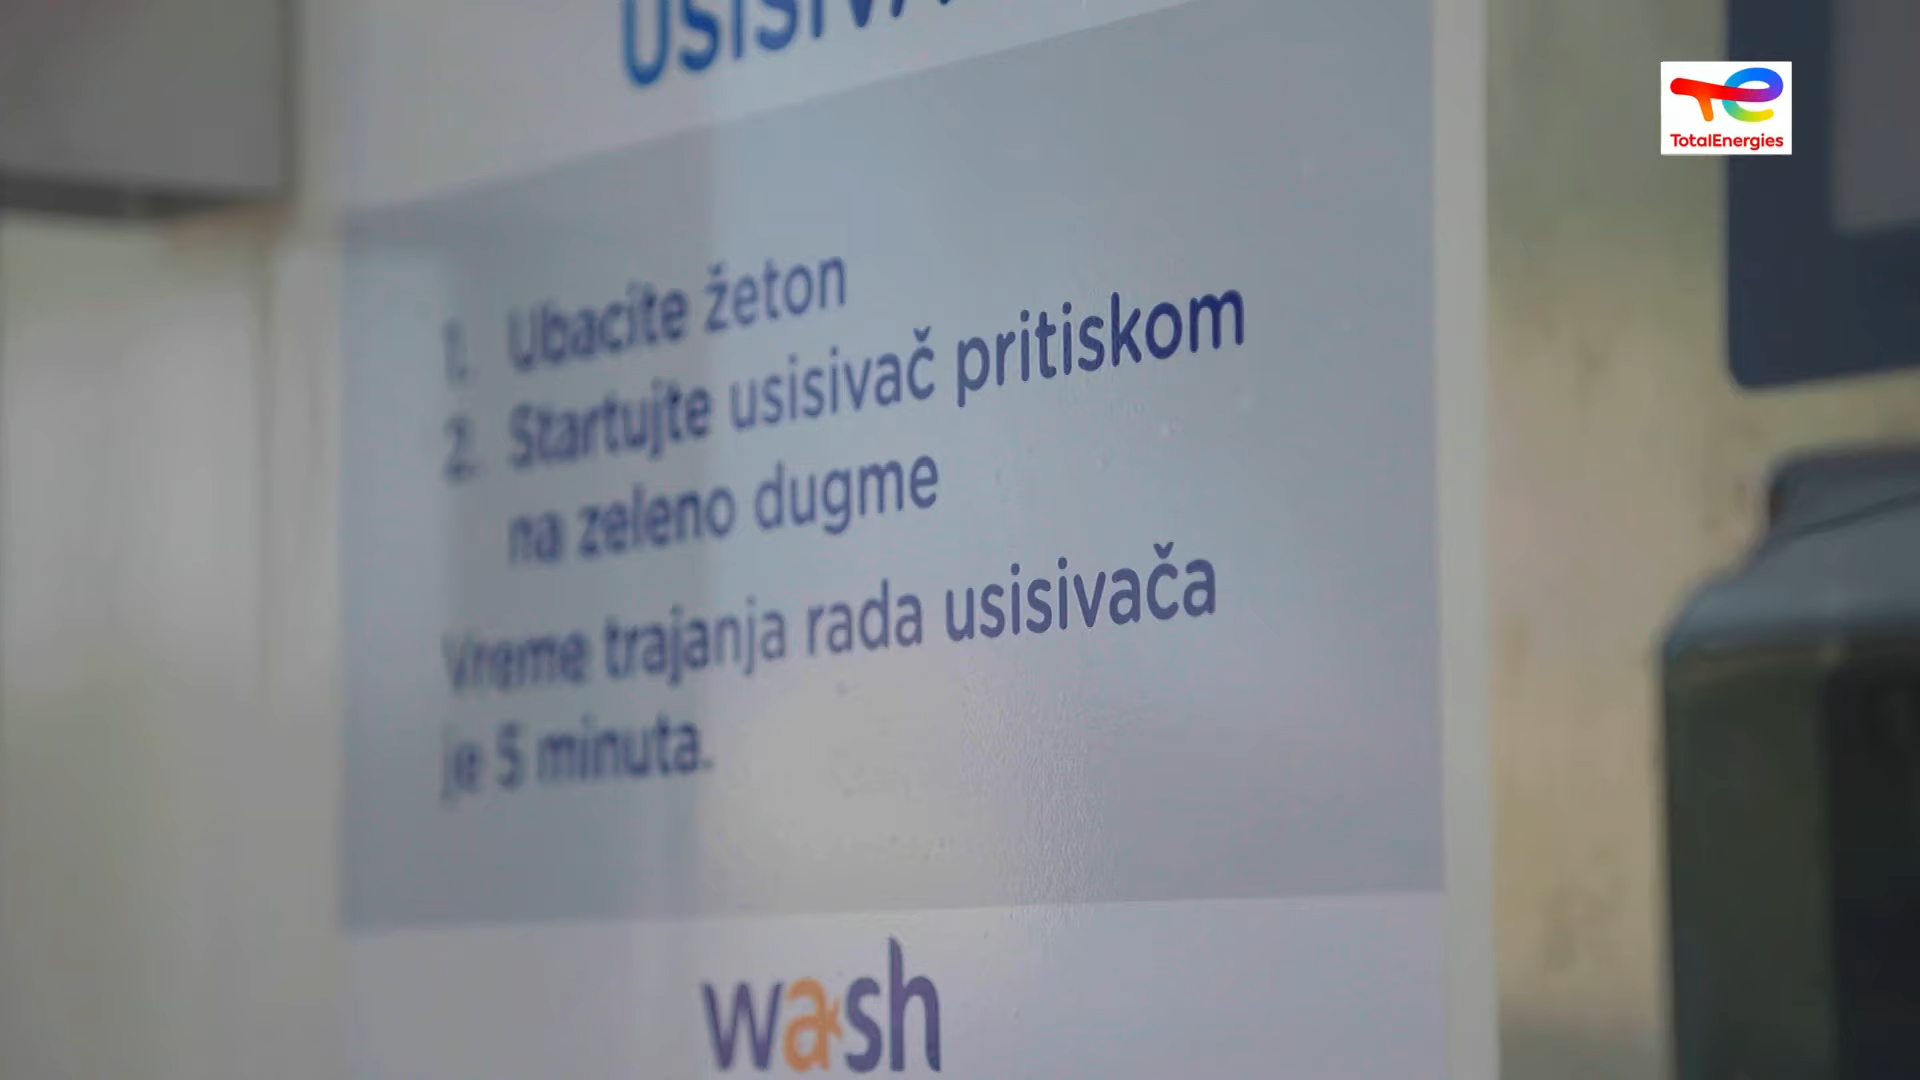 TotalEnergies
1. Ubacite žeton
2. Startujte usisivač pritiskom
na zeleno dugme
Vreme trajanja rada usisivača
je 5 minuta.
wash